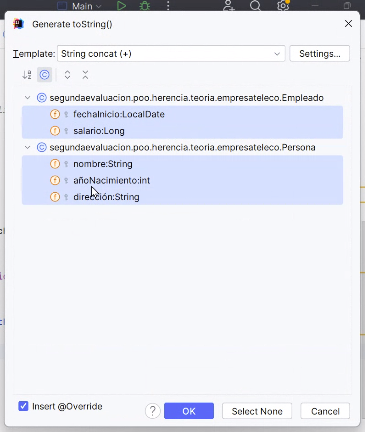 Main
Generate toString()
Template: String concat (+) Settings...
segundaevaluacion.poo.herencia.teoria.empresateleco.Empleado
fechaInicio:LocalDate
salario:Long
segundaevaluacion.poo.herencia.teoria.empresateleco.Persona
nombre:String
añoNacimiento:int
dirección:String
Insert @Override
? OK Select None Cancel